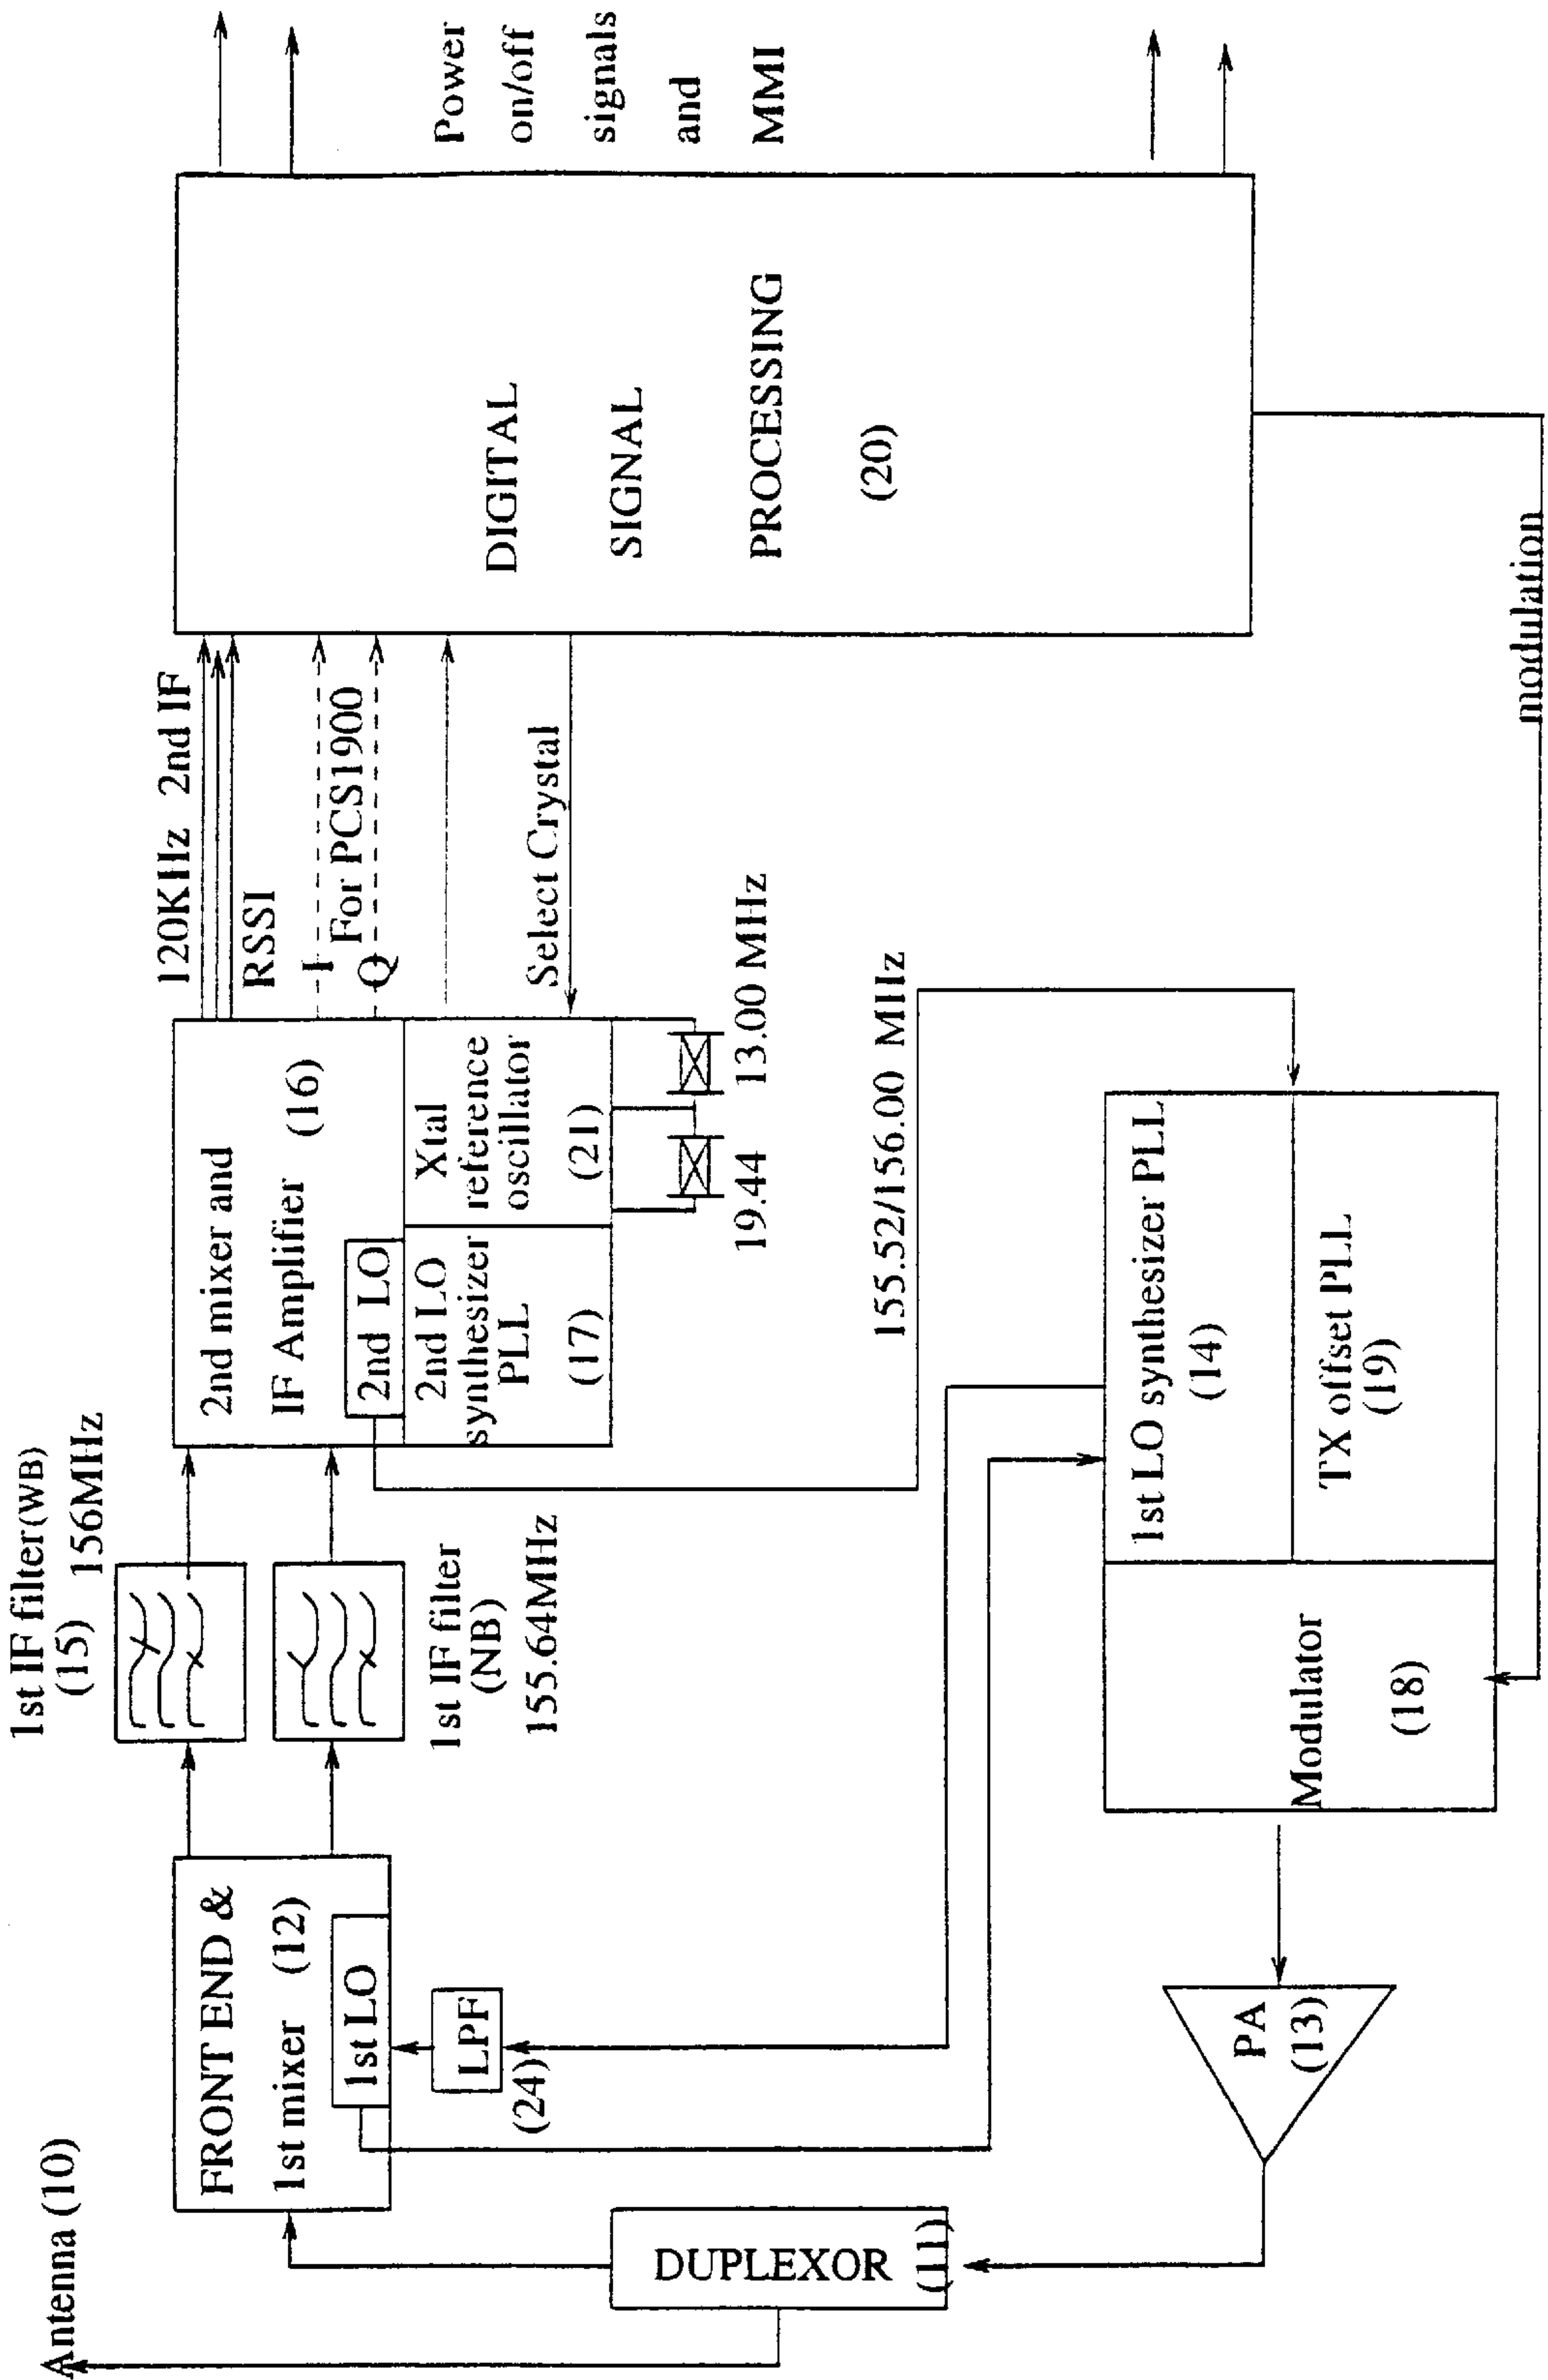 Antenna (10)
DUPLEXOR
(11)
FRONT END &
1st mixer (12)
1st LO
LPF
(24)
1st IF filter(WB)
(15) 156MHz
1st IF filter
(NB)
155.64MHz
2nd mixer and
IF Amplifier (16)
2nd LO
2nd LO
synthesizer
PLL
(17)
Xtal
reference
oscillator
(21)
19.44 13.00 MHz
120KHz 2nd IF
RSSI
I
For PCS1900
Q
Select Crystal
DIGITAL
SIGNAL
PROCESSING
(20)
Power
on/off
signals
and
MMI
155.52/156.00 MHz
1st LO synthesizer PLL
(14)
TX offset PLL
(19)
Modulator
(18)
PA
(13)
modulation